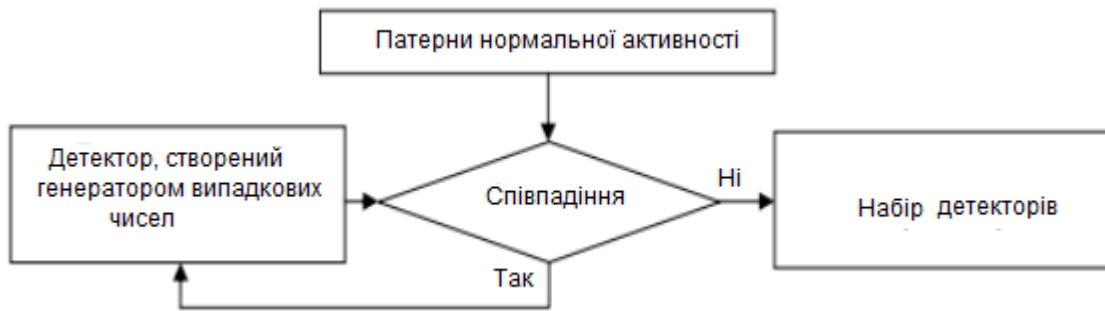 Патерни нормальної активності
Детектор, створений
генератором випадкових
чисел
Співпадіння
Ні
Набір детекторів
Так